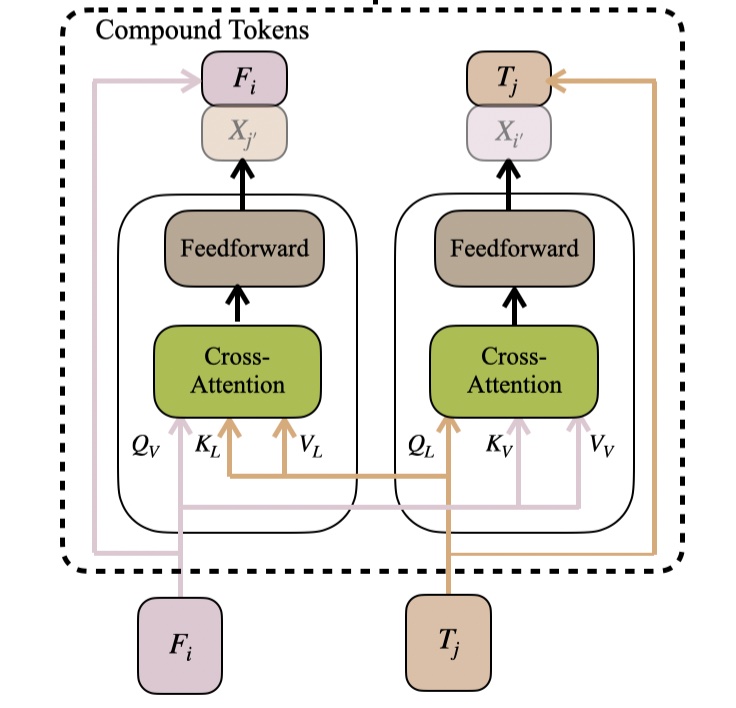 Compound Tokens
F_i T_j
X_{j'} X_{i'}
Feedforward Feedforward
Cross-
Attention
Cross-
Attention
Q_V K_L V_L Q_L K_V V_V
F_i T_j